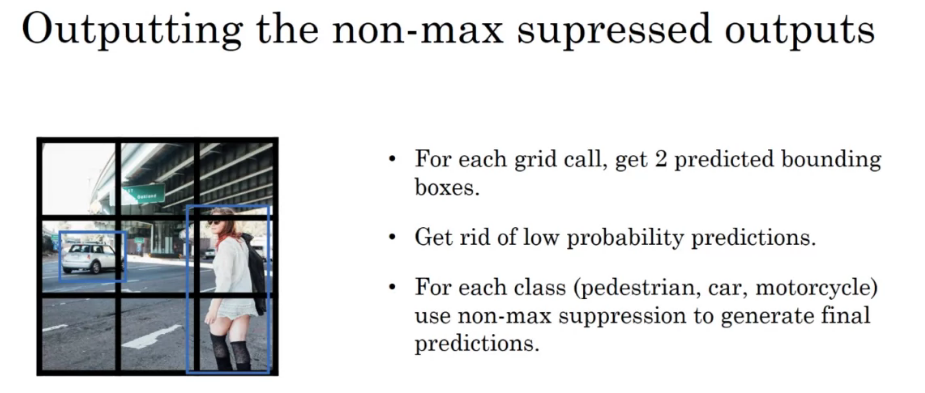 Outputting the non-max supressed outputs
• For each grid call, get 2 predicted bounding
boxes.
• Get rid of low probability predictions.
• For each class (pedestrian, car, motorcycle)
use non-max suppression to generate final
predictions.
Oakland